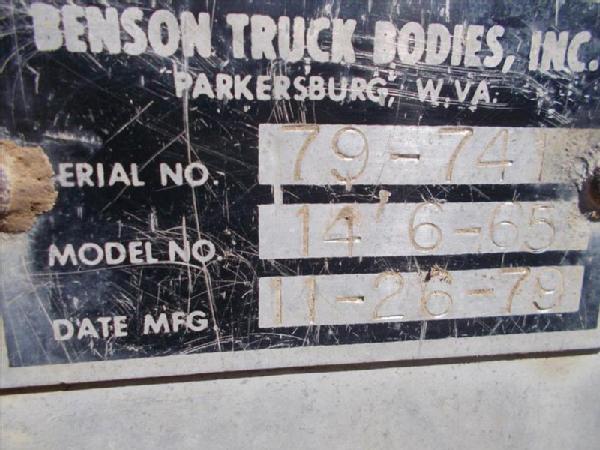 BENSON TRUCK BODIES, INC.
PARKERSBURG, W. VA.
ERIAL NO. 79-741
MODEL NO. 14'6-65
DATE MFG 11-26-79